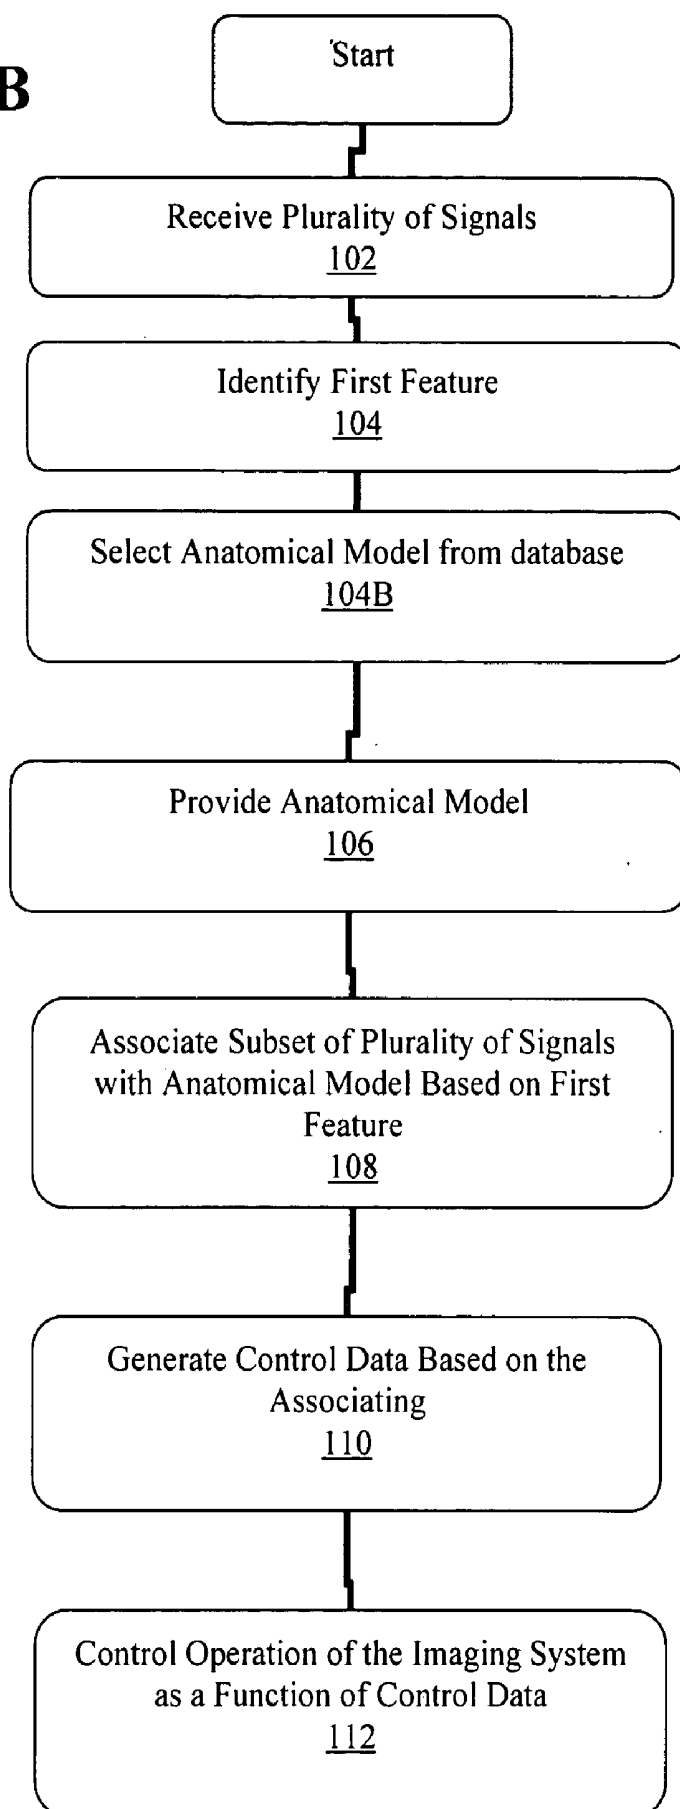 B
Start
Receive Plurality of Signals
102
Identify First Feature
104
Select Anatomical Model from database
104B
Provide Anatomical Model
106
Associate Subset of Plurality of Signals
with Anatomical Model Based on First
Feature
108
Generate Control Data Based on the
Associating
110
Control Operation of the Imaging System
as a Function of Control Data
112